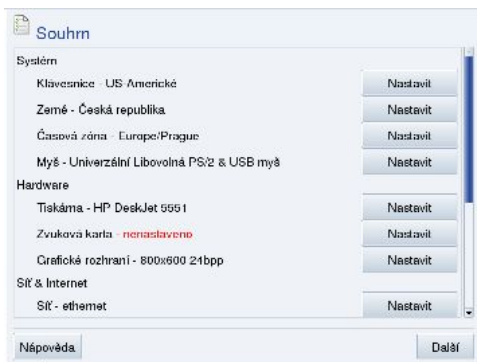 Souhrn
Systém
Klávesnice - US-Americké Nastavit
Země - Česká republika Nastavit
Časová zóna - Europe/Prague Nastavit
Myš - Univerzální Libovolná PS/2 & USB myš Nastavit
Hardware
Tiskárna - HP DeskJet 5551 Nastavit
Zvuková karta - nenastaveno Nastavit
Grafické rozhraní - 800x600 24bpp Nastavit
Síť & Internet
Síť - ethernet Nastavit
Nápověda Další